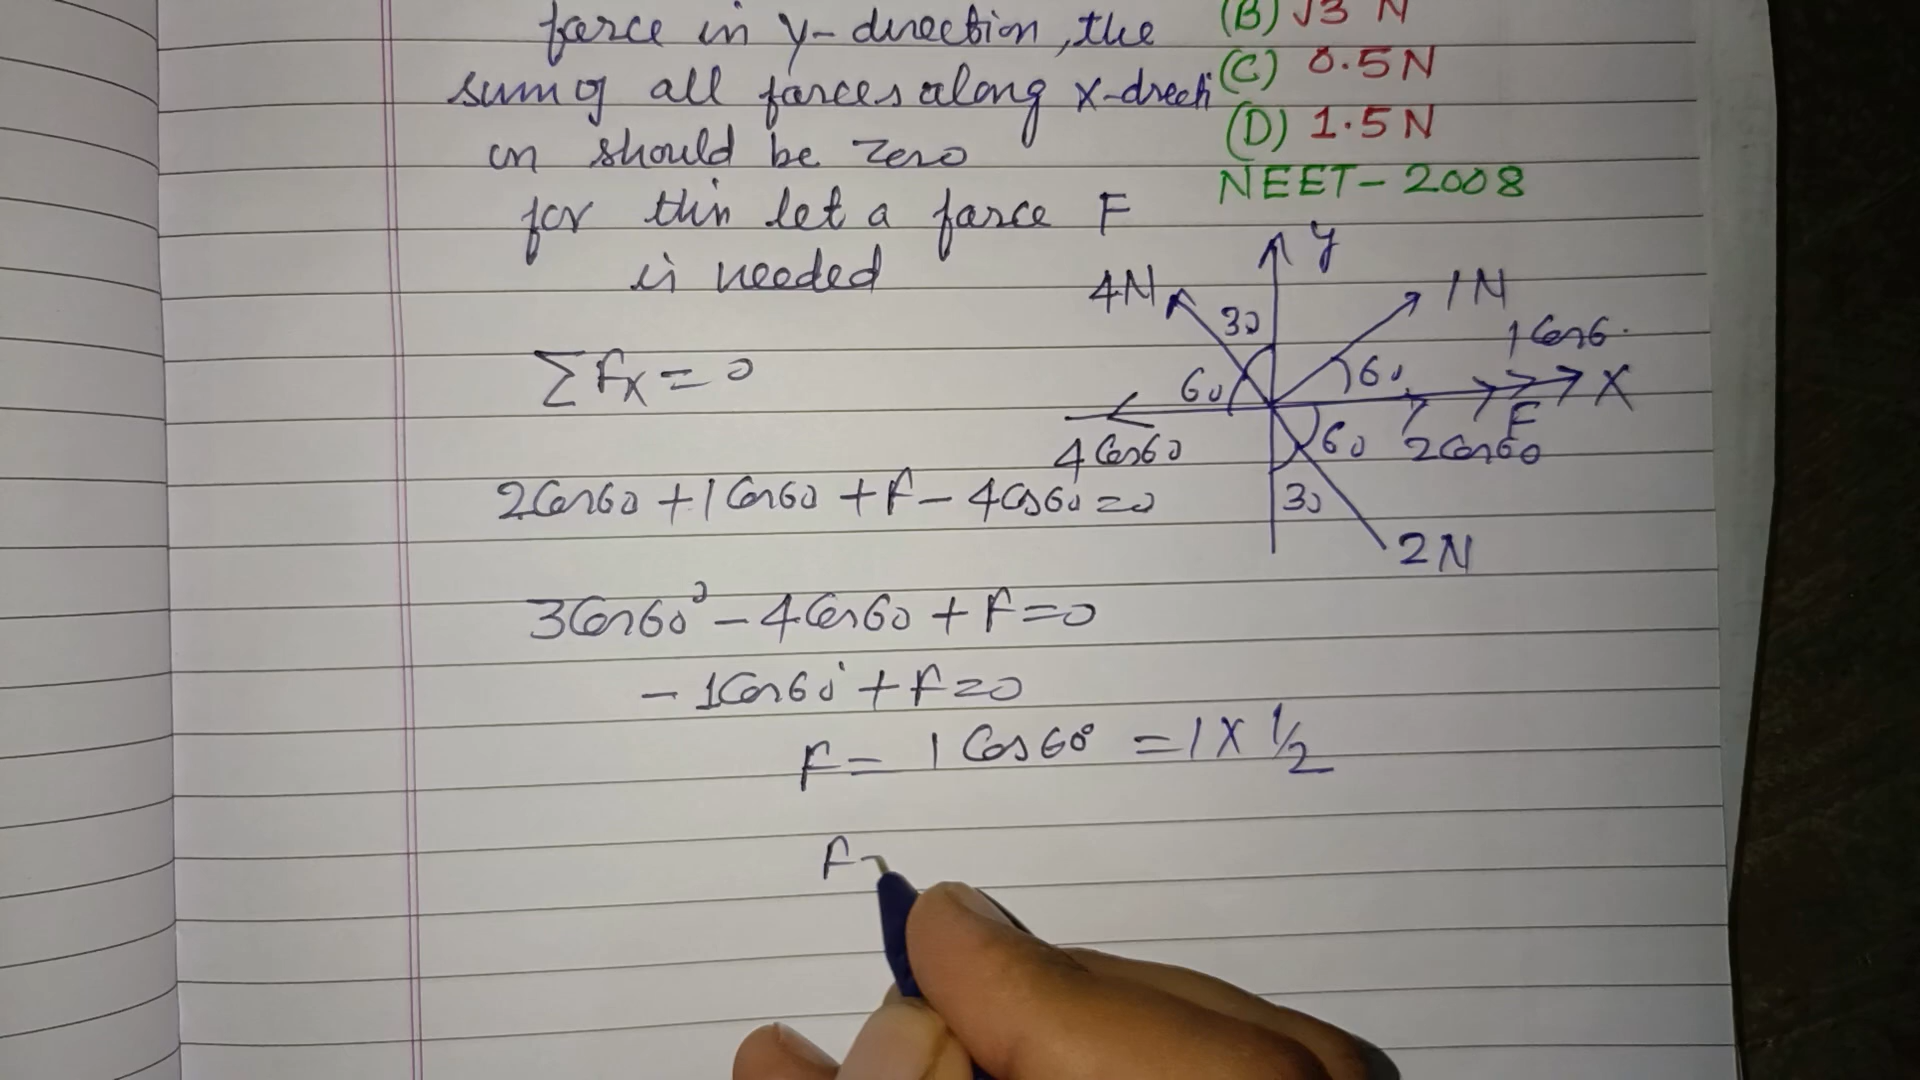 force in y-direction, the
sum of all forces along x-directi
on should be zero
for this let a force F
is needed
(B) √3 N
(C) 0.5N
(D) 1.5N
NEET-2008
y
4N
30
1N
1Cos6
60
60
X
F
4Cos60
60
2Cos60
30
2N
ΣFx=0
2Cos60+1Cos60+F-4Cos60=0
3Cos60°-4Cos60+F=0
-1Cos60°+F=0
F= 1 Cos60° =1X 1/2
F-